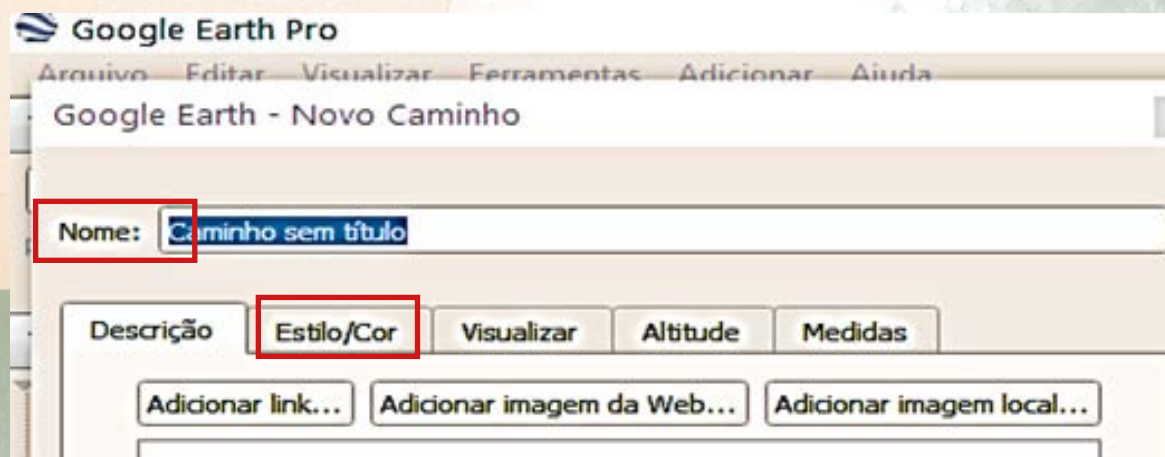 Google Earth Pro
Arquivo Editar Visualizar Ferramentas Adicionar Ajuda
Google Earth - Novo Caminho
Nome: Caminho sem título
Descrição Estilo/Cor Visualizar Altitude Medidas
Adicionar link... Adicionar imagem da Web... Adicionar imagem local...